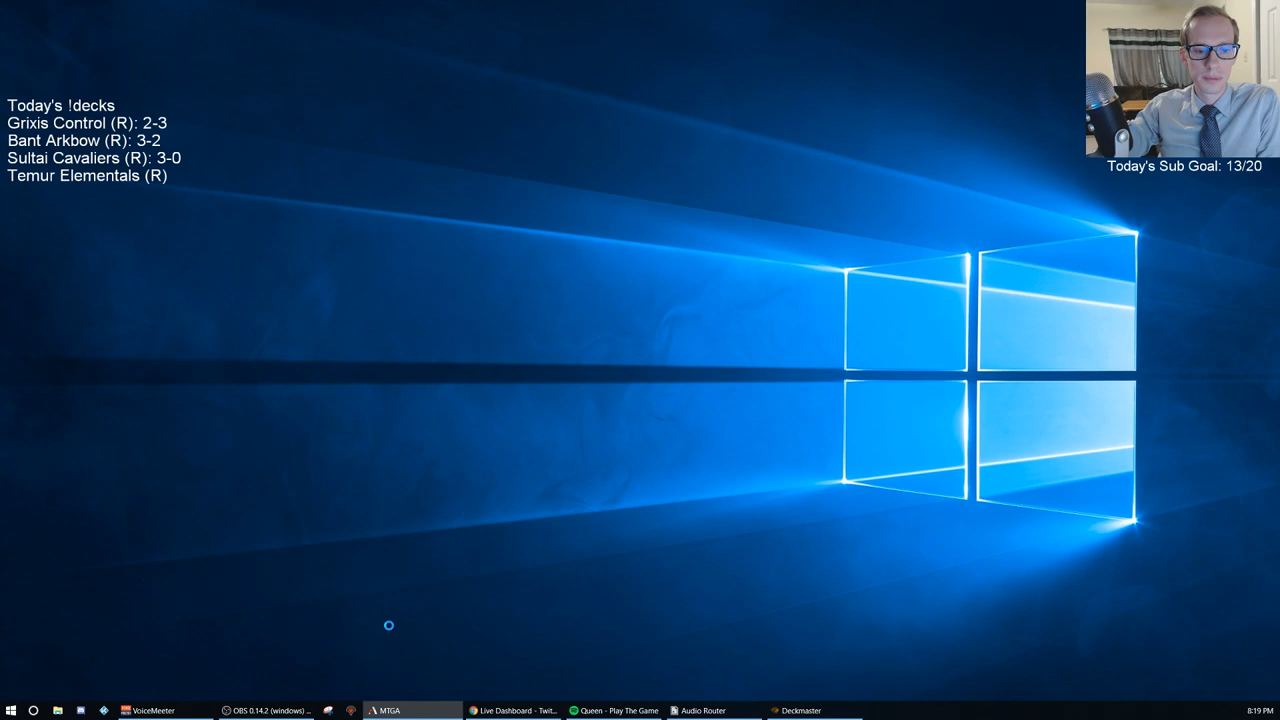 Today's !decks
Grixis Control (R): 2-3
Bant Arkbow (R): 3-2
Sultai Cavaliers (R): 3-0
Temur Elementals (R)
Today's Sub Goal: 13/20
VoiceMeeter
OBS 0.14.2 (windows) ...
MTGA
Live Dashboard - Twit...
Queen - Play The Game
Audio Router
Deckmaster
8:19 PM